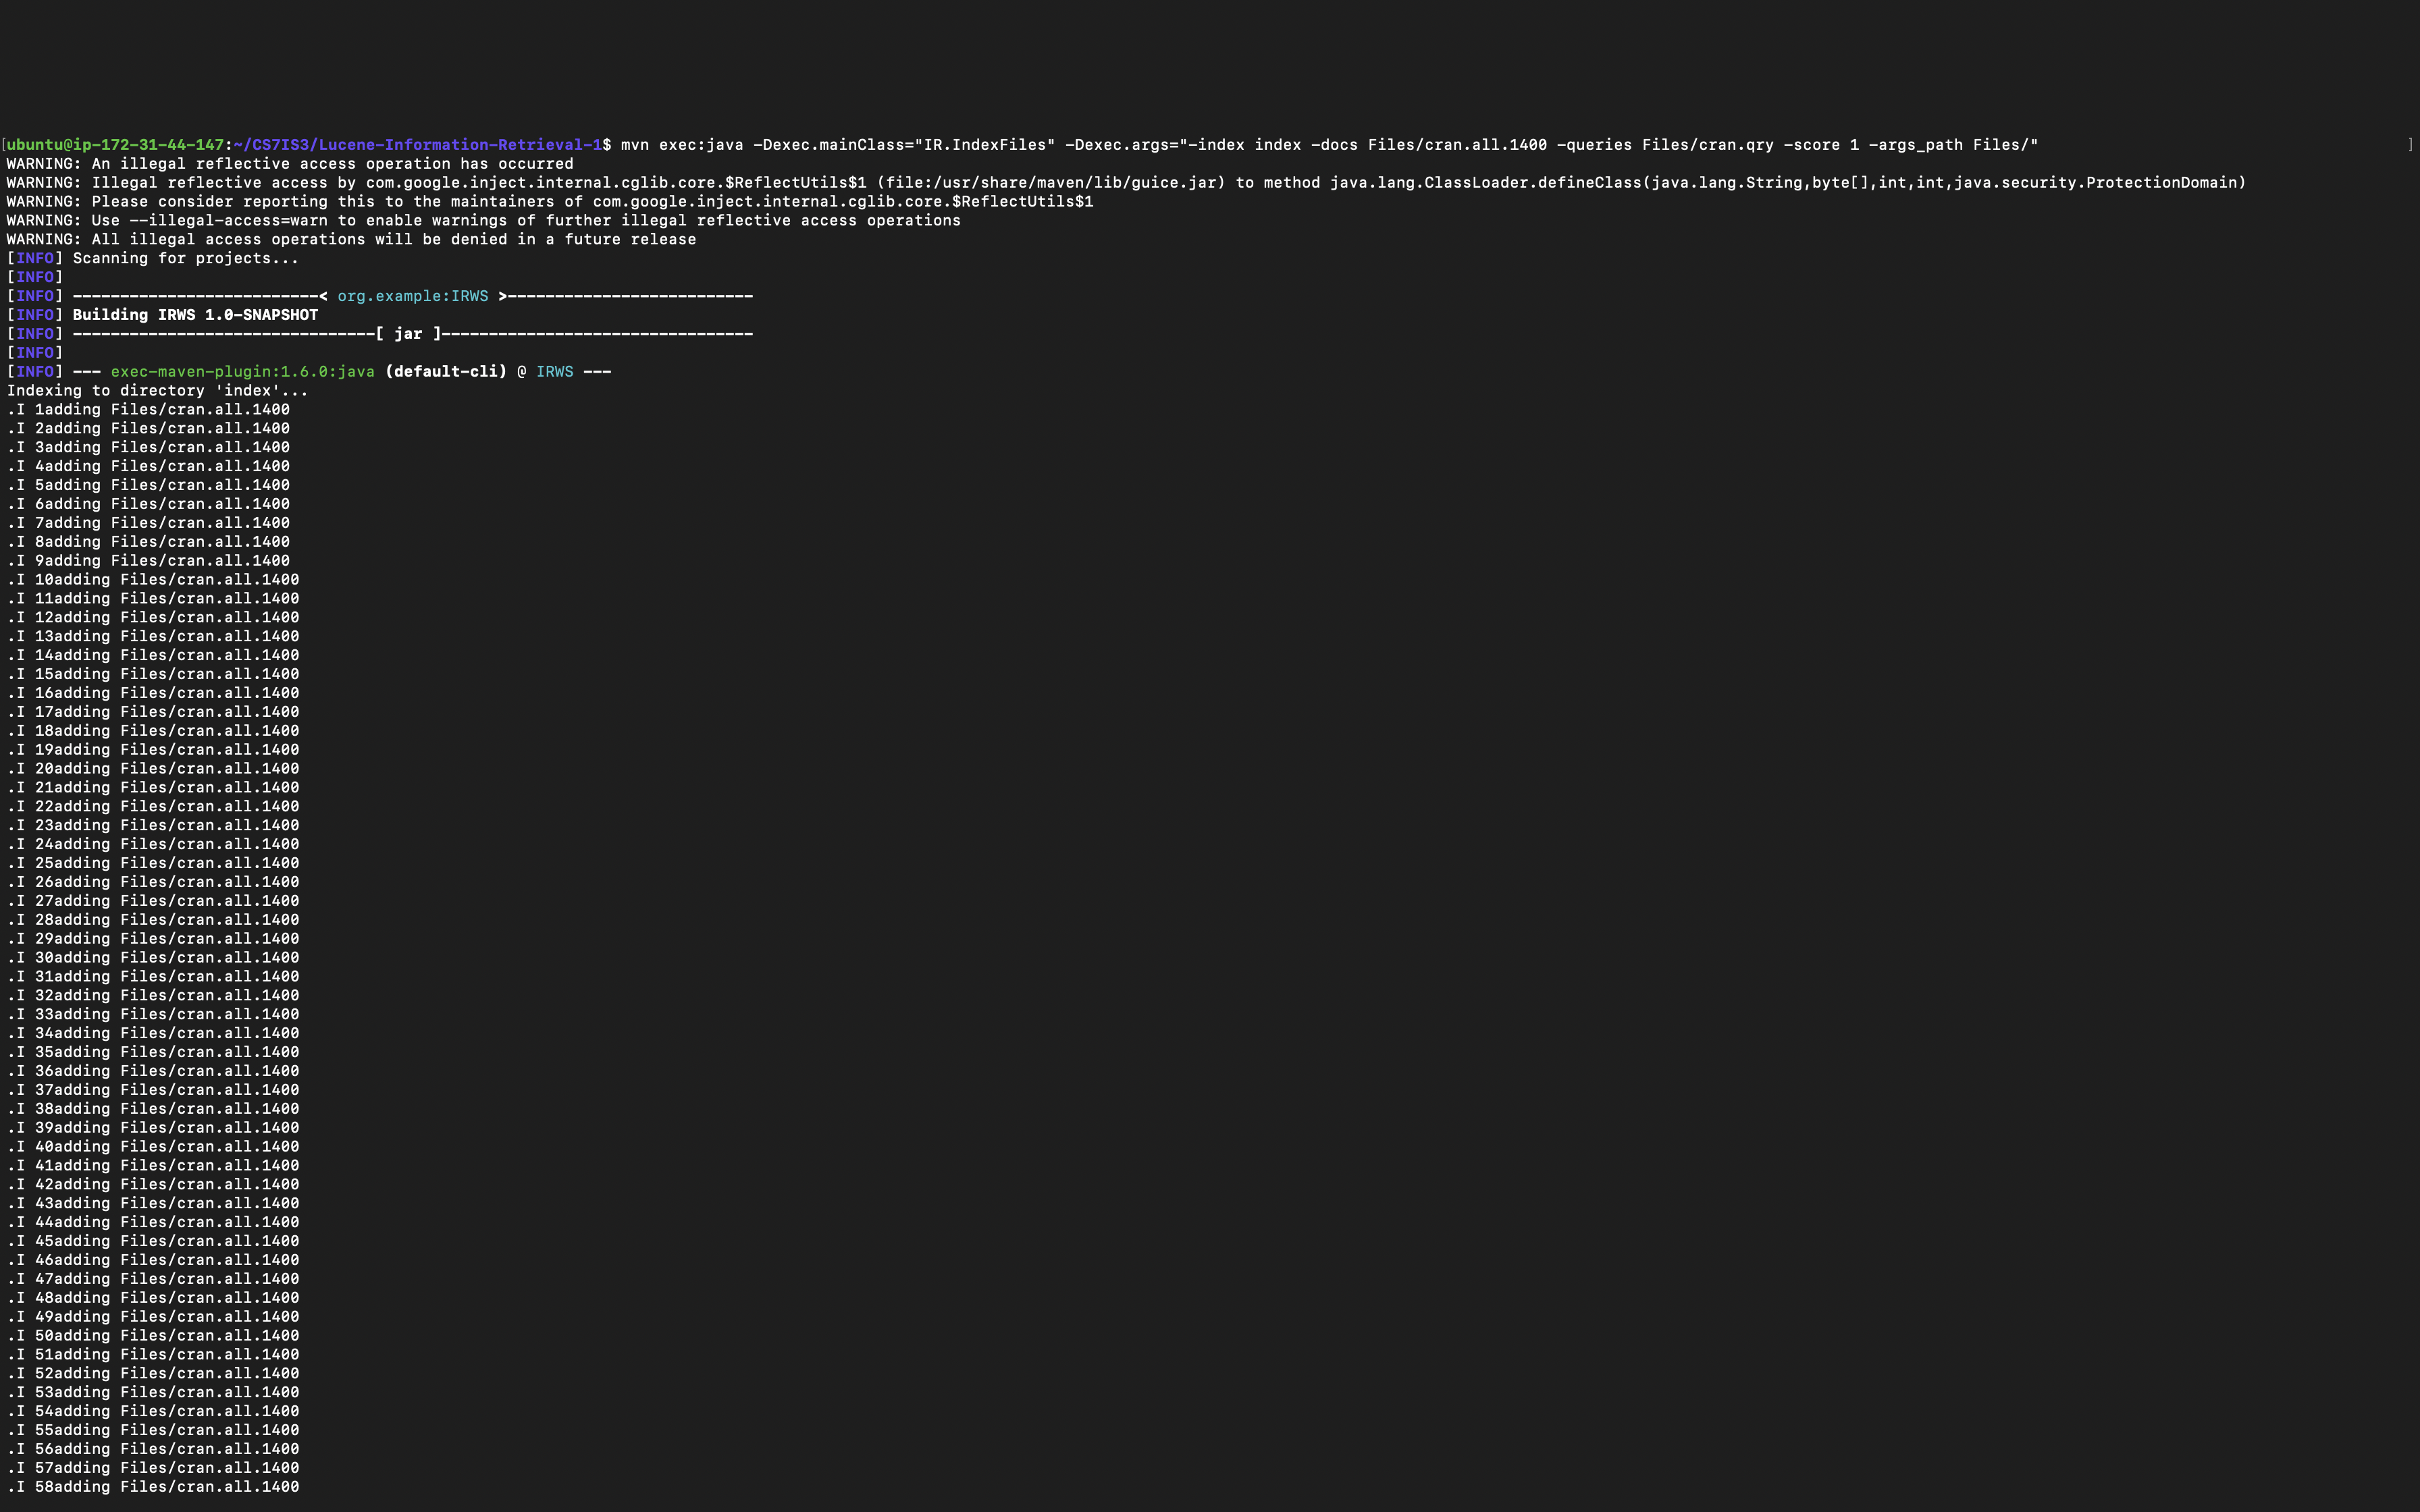 [ubuntu@ip-172-31-44-147:~/CS7IS3/Lucene-Information-Retrieval-1$ mvn exec:java -Dexec.mainClass="IR.IndexFiles" -Dexec.args="-index index -docs Files/cran.all.1400 -queries Files/cran.qry -score 1 -args_path Files/" ]
WARNING: An illegal reflective access operation has occurred
WARNING: Illegal reflective access by com.google.inject.internal.cglib.core.$ReflectUtils$1 (file:/usr/share/maven/lib/guice.jar) to method java.lang.ClassLoader.defineClass(java.lang.String,byte[],int,int,java.security.ProtectionDomain)
WARNING: Please consider reporting this to the maintainers of com.google.inject.internal.cglib.core.$ReflectUtils$1
WARNING: Use --illegal-access=warn to enable warnings of further illegal reflective access operations
WARNING: All illegal access operations will be denied in a future release
[INFO] Scanning for projects...
[INFO]
[INFO] --------------------------< org.example:IRWS >--------------------------
[INFO] Building IRWS 1.0-SNAPSHOT
[INFO] --------------------------------[ jar ]---------------------------------
[INFO]
[INFO] --- exec-maven-plugin:1.6.0:java (default-cli) @ IRWS ---
Indexing to directory 'index'...
.I 1adding Files/cran.all.1400
.I 2adding Files/cran.all.1400
.I 3adding Files/cran.all.1400
.I 4adding Files/cran.all.1400
.I 5adding Files/cran.all.1400
.I 6adding Files/cran.all.1400
.I 7adding Files/cran.all.1400
.I 8adding Files/cran.all.1400
.I 9adding Files/cran.all.1400
.I 10adding Files/cran.all.1400
.I 11adding Files/cran.all.1400
.I 12adding Files/cran.all.1400
.I 13adding Files/cran.all.1400
.I 14adding Files/cran.all.1400
.I 15adding Files/cran.all.1400
.I 16adding Files/cran.all.1400
.I 17adding Files/cran.all.1400
.I 18adding Files/cran.all.1400
.I 19adding Files/cran.all.1400
.I 20adding Files/cran.all.1400
.I 21adding Files/cran.all.1400
.I 22adding Files/cran.all.1400
.I 23adding Files/cran.all.1400
.I 24adding Files/cran.all.1400
.I 25adding Files/cran.all.1400
.I 26adding Files/cran.all.1400
.I 27adding Files/cran.all.1400
.I 28adding Files/cran.all.1400
.I 29adding Files/cran.all.1400
.I 30adding Files/cran.all.1400
.I 31adding Files/cran.all.1400
.I 32adding Files/cran.all.1400
.I 33adding Files/cran.all.1400
.I 34adding Files/cran.all.1400
.I 35adding Files/cran.all.1400
.I 36adding Files/cran.all.1400
.I 37adding Files/cran.all.1400
.I 38adding Files/cran.all.1400
.I 39adding Files/cran.all.1400
.I 40adding Files/cran.all.1400
.I 41adding Files/cran.all.1400
.I 42adding Files/cran.all.1400
.I 43adding Files/cran.all.1400
.I 44adding Files/cran.all.1400
.I 45adding Files/cran.all.1400
.I 46adding Files/cran.all.1400
.I 47adding Files/cran.all.1400
.I 48adding Files/cran.all.1400
.I 49adding Files/cran.all.1400
.I 50adding Files/cran.all.1400
.I 51adding Files/cran.all.1400
.I 52adding Files/cran.all.1400
.I 53adding Files/cran.all.1400
.I 54adding Files/cran.all.1400
.I 55adding Files/cran.all.1400
.I 56adding Files/cran.all.1400
.I 57adding Files/cran.all.1400
.I 58adding Files/cran.all.1400